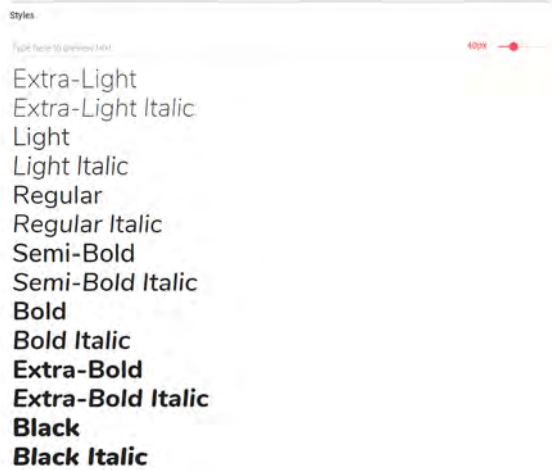 Styles
Type here to preview text
40px
Extra-Light
Extra-Light Italic
Light
Light Italic
Regular
Regular Italic
Semi-Bold
Semi-Bold Italic
Bold
Bold Italic
Extra-Bold
Extra-Bold Italic
Black
Black Italic